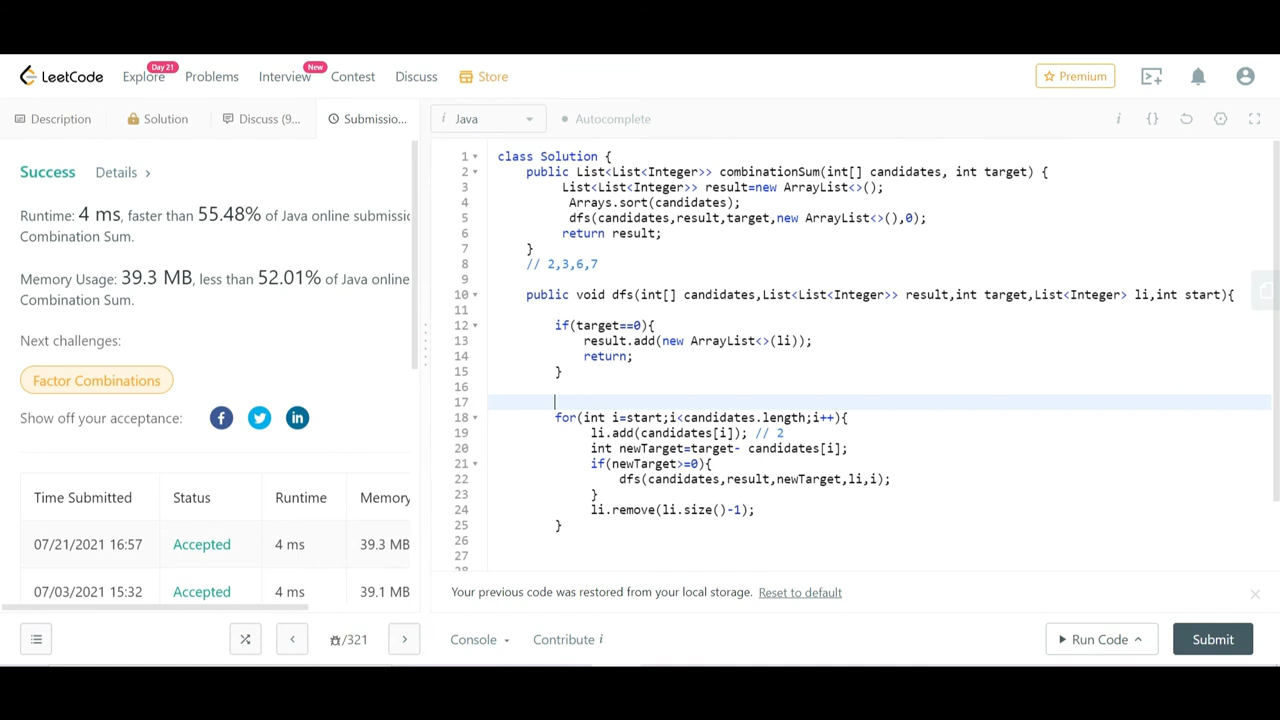 LeetCode
Explore
Day 21
Problems
Interview
New
Contest
Discuss
Store
Premium
Description
Solution
Discuss (9...
Submissio...
i Java
Autocomplete
i {}
Success Details >
Runtime: 4 ms, faster than 55.48% of Java online submissio
Combination Sum.
Memory Usage: 39.3 MB, less than 52.01% of Java online
Combination Sum.
Next challenges:
Factor Combinations
Show off your acceptance:
Time Submitted Status Runtime Memory
07/21/2021 16:57 Accepted 4 ms 39.3 MB
07/03/2021 15:32 Accepted 4 ms 39.1 MB
1 class Solution {
2 public List<List<Integer>> combinationSum(int[] candidates, int target) {
3 List<List<Integer>> result=new ArrayList<>();
4 Arrays.sort(candidates);
5 dfs(candidates,result,target,new ArrayList<>(),0);
6 return result;
7 }
8 // 2,3,6,7
9
10 public void dfs(int[] candidates,List<List<Integer>> result,int target,List<Integer> li,int start){
11
12 if(target==0){
13 result.add(new ArrayList<>(li));
14 return;
15 }
16
17
18 for(int i=start;i<candidates.length;i++){
19 li.add(candidates[i]); // 2
20 int newTarget=target- candidates[i];
21 if(newTarget>=0){
22 dfs(candidates,result,newTarget,li,i);
23 }
24 li.remove(li.size()-1);
25 }
26
27
28
Your previous code was restored from your local storage. Reset to default
/321
Console
Contribute i
Run Code
Submit